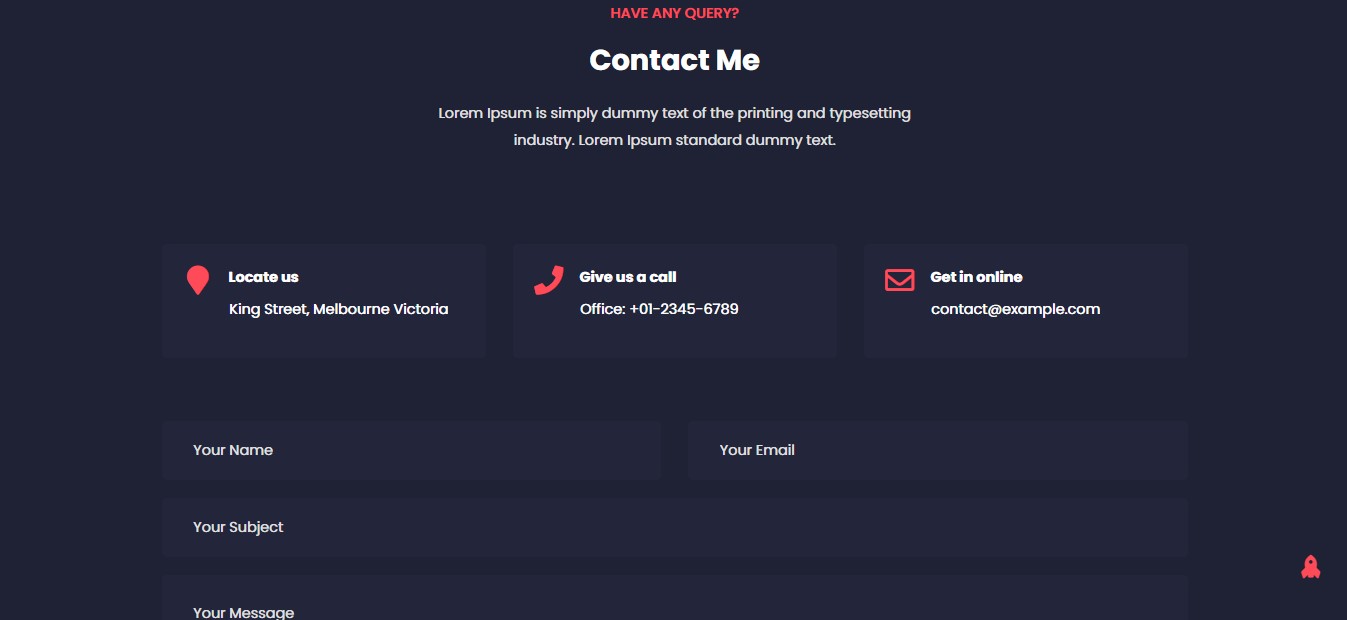 HAVE ANY QUERY?
Contact Me
Lorem Ipsum is simply dummy text of the printing and typesetting
industry. Lorem Ipsum standard dummy text.
Locate us
King Street, Melbourne Victoria
Give us a call
Office: +01-2345-6789
Get in online
contact@example.com
Your Name
Your Email
Your Subject
Your Message